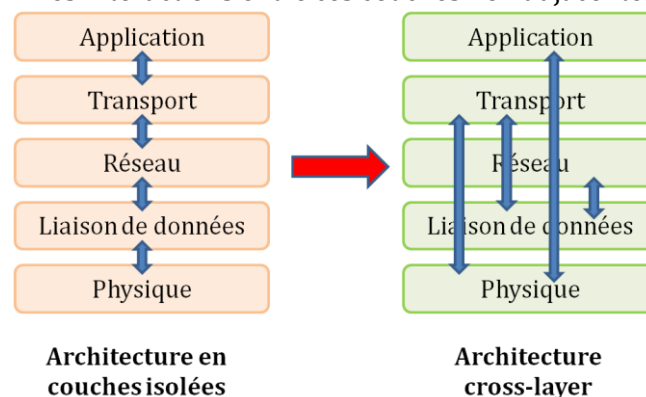 Application
Transport
Réseau
Liaison de données
Physique
Architecture en
couches isolées
Application
Transport
Réseau
Liaison de données
Physique
Architecture
cross-layer